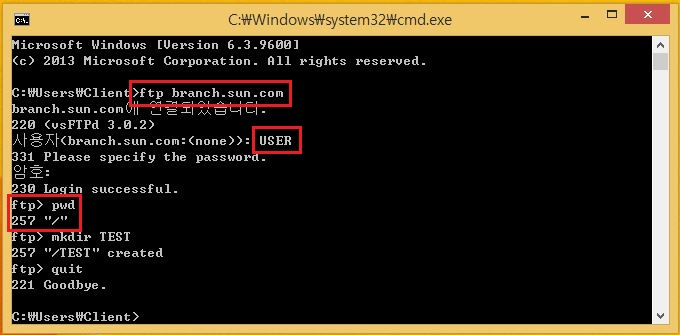 C:₩Windows₩system32₩cmd.exe
Microsoft Windows [Version 6.3.9600]
(c) 2013 Microsoft Corporation. All rights reserved.
C:₩Users₩Client>ftp branch.sun.com
branch.sun.com에 연결되었습니다.
220 (vsFTPd 3.0.2)
사용자(branch.sun.com:(none)): USER
331 Please specify the password.
암호:
230 Login successful.
ftp> pwd
257 "/"
ftp> mkdir TEST
257 "/TEST" created
ftp> quit
221 Goodbye.
C:₩Users₩Client>